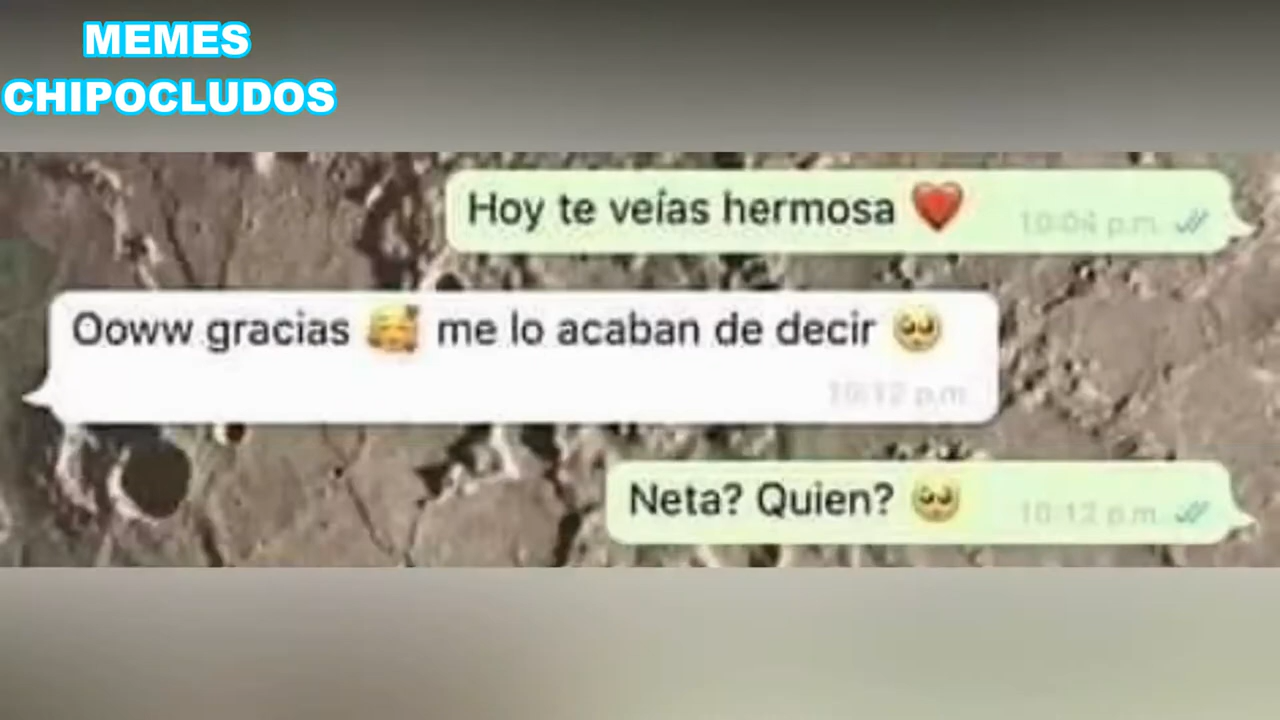 MEMES
CHIPOCLUDOS
Hoy te veías hermosa ❤️ 10:04 p.m.
Ooww gracias 🥰 me lo acaban de decir 🥺
10:12 p.m.
Neta? Quien? 🥺 10:12 p.m.